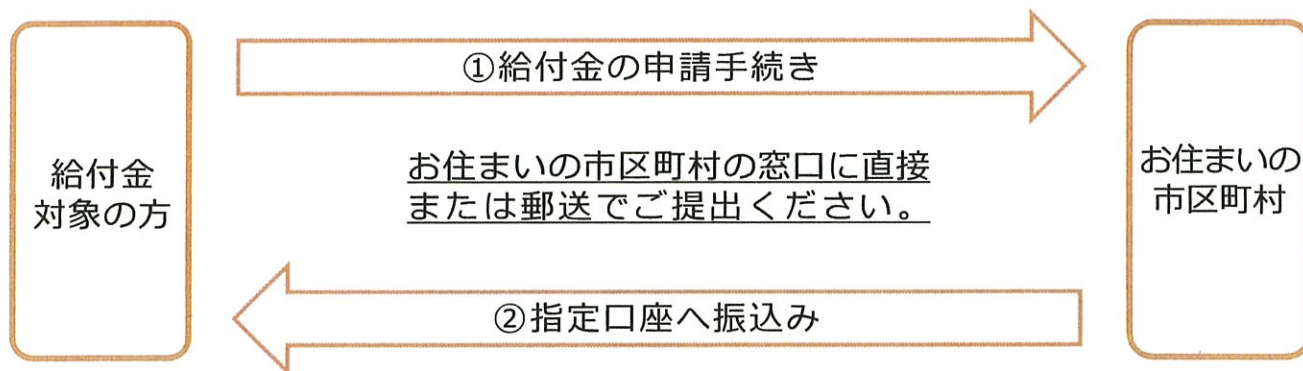 ①給付金の申請手続き
給付金
対象の方
お住まいの市区町村の窓口に直接
または郵送でご提出ください。
お住まいの
市区町村
②指定口座へ振込み